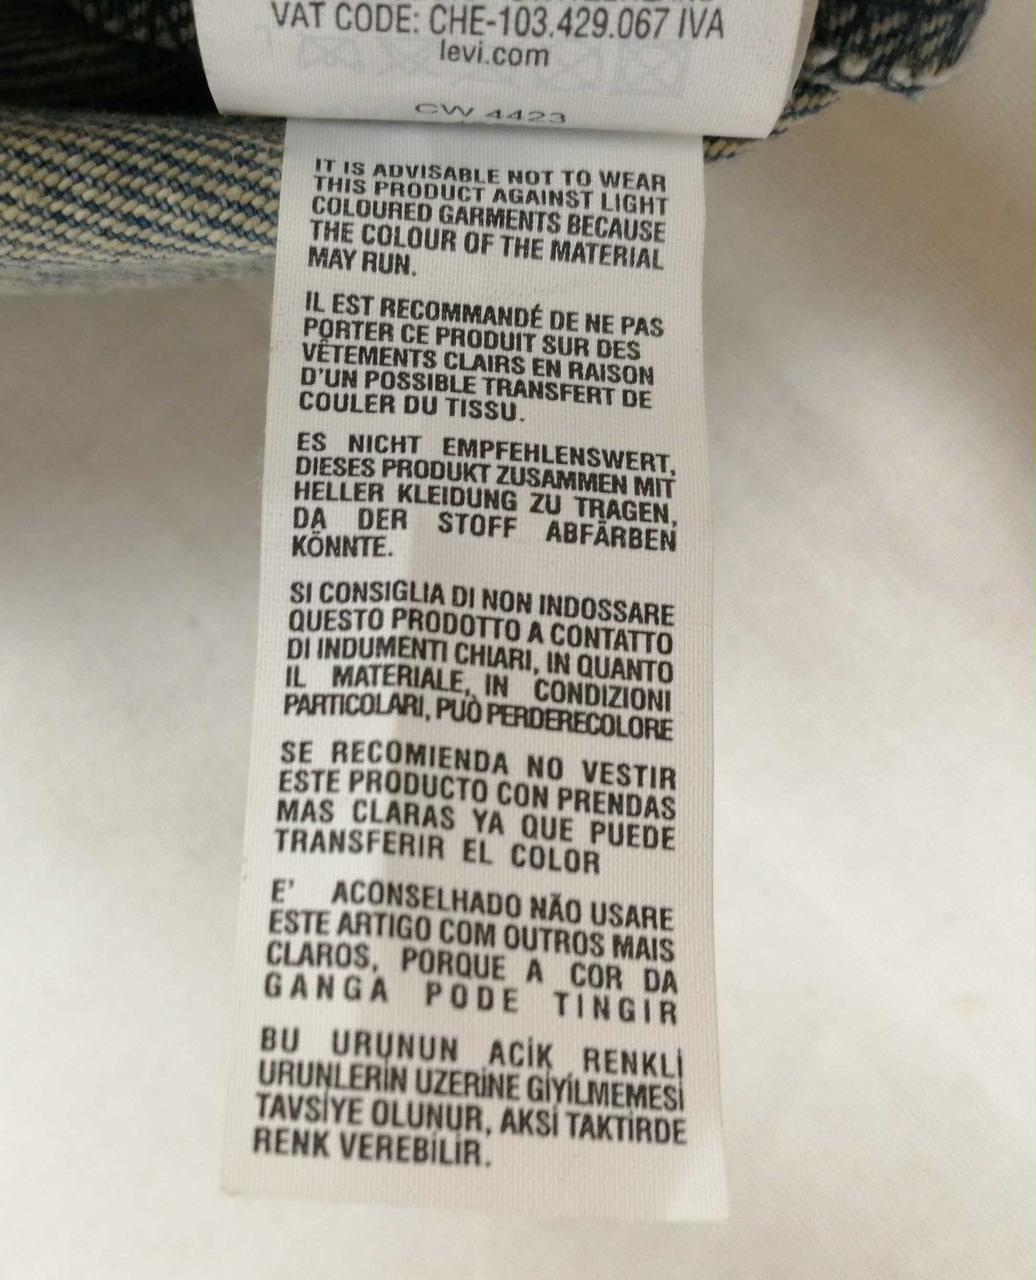 VAT CODE: CHE-103.429.067 IVA
levi.com
CW 4423
IT IS ADVISABLE NOT TO WEAR
THIS PRODUCT AGAINST LIGHT
COLOURED GARMENTS BECAUSE
THE COLOUR OF THE MATERIAL
MAY RUN.
IL EST RECOMMANDÉ DE NE PAS
PORTER CE PRODUIT SUR DES
VÊTEMENTS CLAIRS EN RAISON
D'UN POSSIBLE TRANSFERT DE
COULER DU TISSU.
ES NICHT EMPFEHLENSWERT,
DIESES PRODUKT ZUSAMMEN MIT
HELLER KLEIDUNG ZU TRAGEN,
DA DER STOFF ABFÄRBEN
KÖNNTE.
SI CONSIGLIA DI NON INDOSSARE
QUESTO PRODOTTO A CONTATTO
DI INDUMENTI CHIARI, IN QUANTO
IL MATERIALE, IN CONDIZIONI
PARTICOLARI, PUÒ PERDERECOLORE
SE RECOMIENDA NO VESTIR
ESTE PRODUCTO CON PRENDAS
MAS CLARAS YA QUE PUEDE
TRANSFERIR EL COLOR
E' ACONSELHADO NÃO USARE
ESTE ARTIGO COM OUTROS MAIS
CLAROS, PORQUE A COR DA
GANGA PODE TINGIR
BU URUNUN ACİK RENKLİ
URUNLERİN UZERİNE GİYİLMEMESİ
TAVSİYE OLUNUR, AKSİ TAKTİRDE
RENK VEREBİLİR.